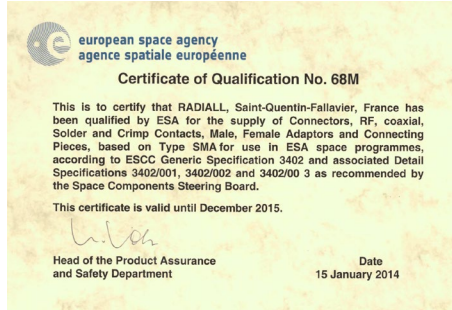 european space agency
agence spatiale européenne
Certificate of Qualification No. 68M
This is to certify that RADIALL, Saint-Quentin-Fallavier, France has
been qualified by ESA for the supply of Connectors, RF, coaxial,
Solder and Crimp Contacts, Male, Female Adaptors and Connecting
Pieces, based on Type SMA for use in ESA space programmes,
according to ESCC Generic Specification 3402 and associated Detail
Specifications 3402/001, 3402/002 and 3402/00 3 as recommended by
the Space Components Steering Board.
This certificate is valid until December 2015.
Head of the Product Assurance
and Safety Department
Date
15 January 2014